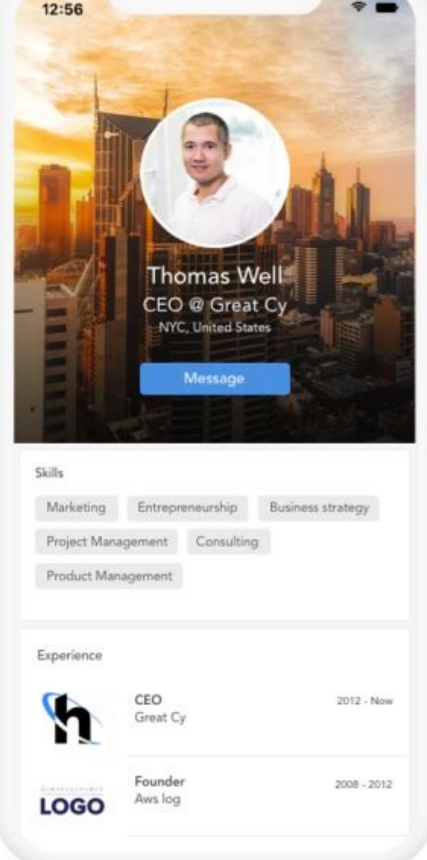 12:56
Thomas Well
CEO @ Great Cy
NYC, United States
Message
Skills
Marketing Entrepreneurship Business strategy
Project Management Consulting
Product Management
Experience
CEO 2012 - Now
Great Cy
h
Founder 2008 - 2012
Aws log
LOGO